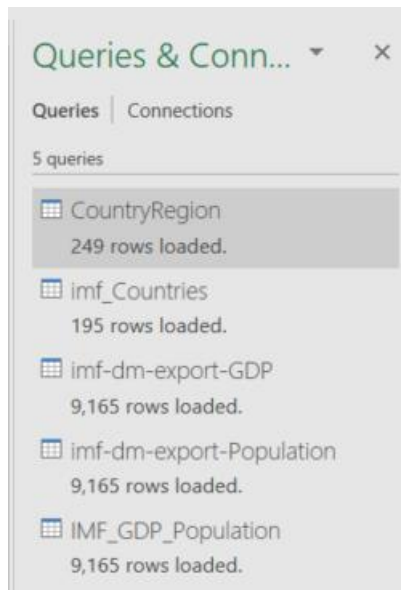 Queries & Conn...
Queries | Connections
5 queries
CountryRegion
249 rows loaded.
imf_Countries
195 rows loaded.
imf-dm-export-GDP
9,165 rows loaded.
imf-dm-export-Population
9,165 rows loaded.
IMF_GDP_Population
9,165 rows loaded.